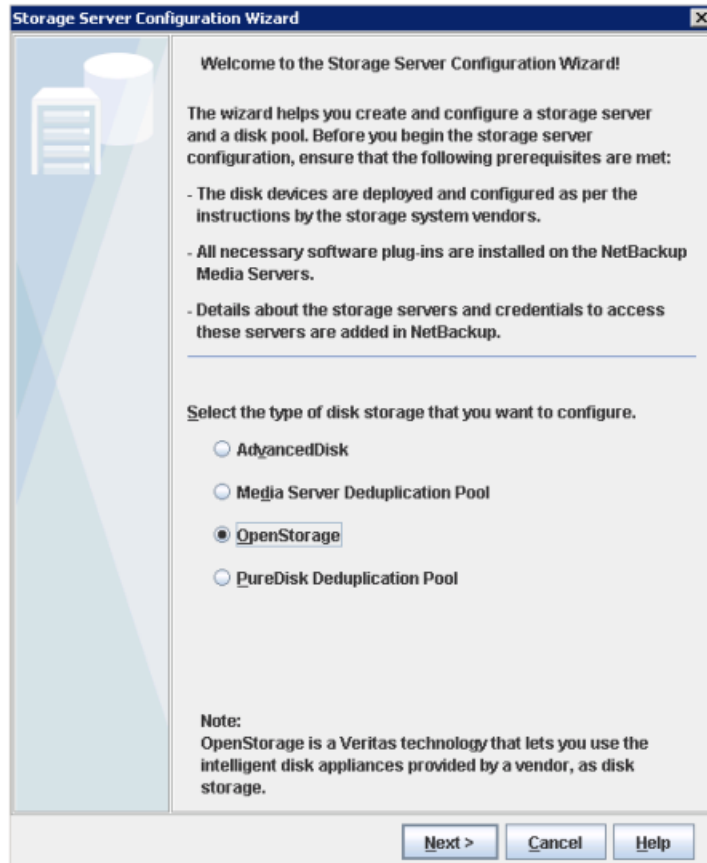 Storage Server Configuration Wizard
Welcome to the Storage Server Configuration Wizard!
The wizard helps you create and configure a storage server
and a disk pool. Before you begin the storage server
configuration, ensure that the following prerequisites are met:
- The disk devices are deployed and configured as per the
instructions by the storage system vendors.
- All necessary software plug-ins are installed on the NetBackup
Media Servers.
- Details about the storage servers and credentials to access
these servers are added in NetBackup.
Select the type of disk storage that you want to configure.
AdvancedDisk
Media Server Deduplication Pool
OpenStorage
PureDisk Deduplication Pool
Note:
OpenStorage is a Veritas technology that lets you use the
intelligent disk appliances provided by a vendor, as disk
storage.
Next >
Cancel
Help